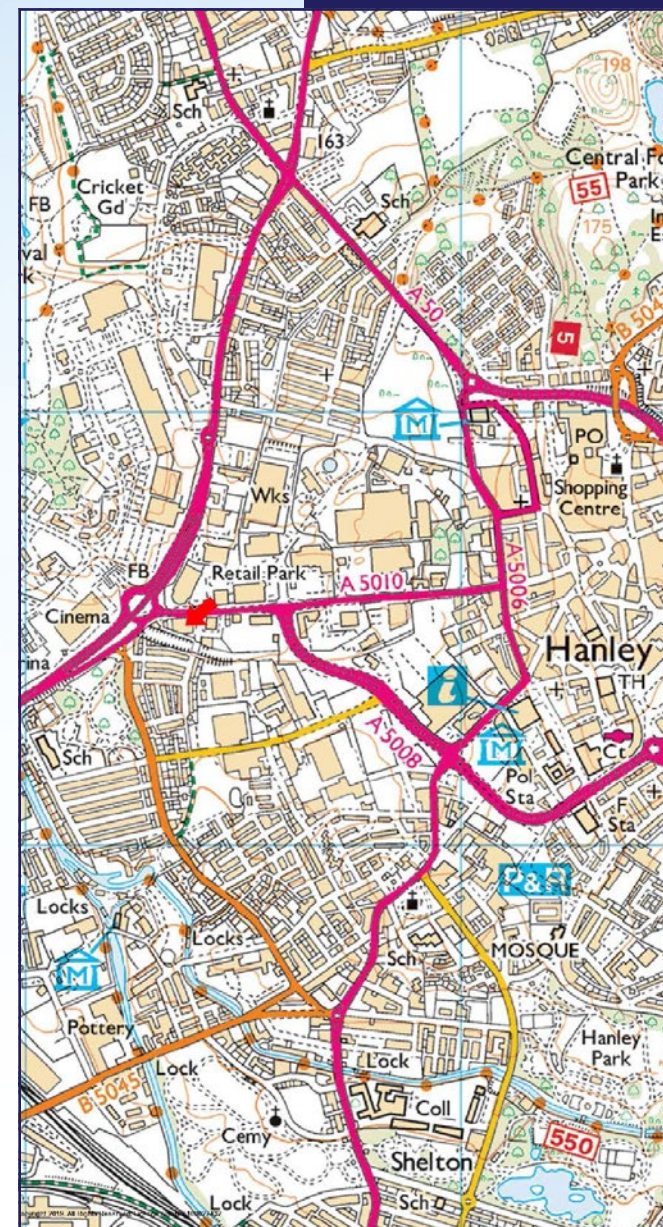 198
Sch
163
Central
Park
55
Cricket
Gd
FB
Sch
175
A 50
B 504
5
M
PO
Shopping
Centre
Wks
FB
Retail Park
A 5010
A 5006
Cinema
Hanley
TH
i
A 5008
M
Ct
Sch
Pol
Sta
F
Sta
P&R
Locks
Locks
M
Sch
MOSQUE
Pottery
Hanley
Park
Lock
Lock
B 5045
Coll
Cemy
550
Shelton
Lock
Sch